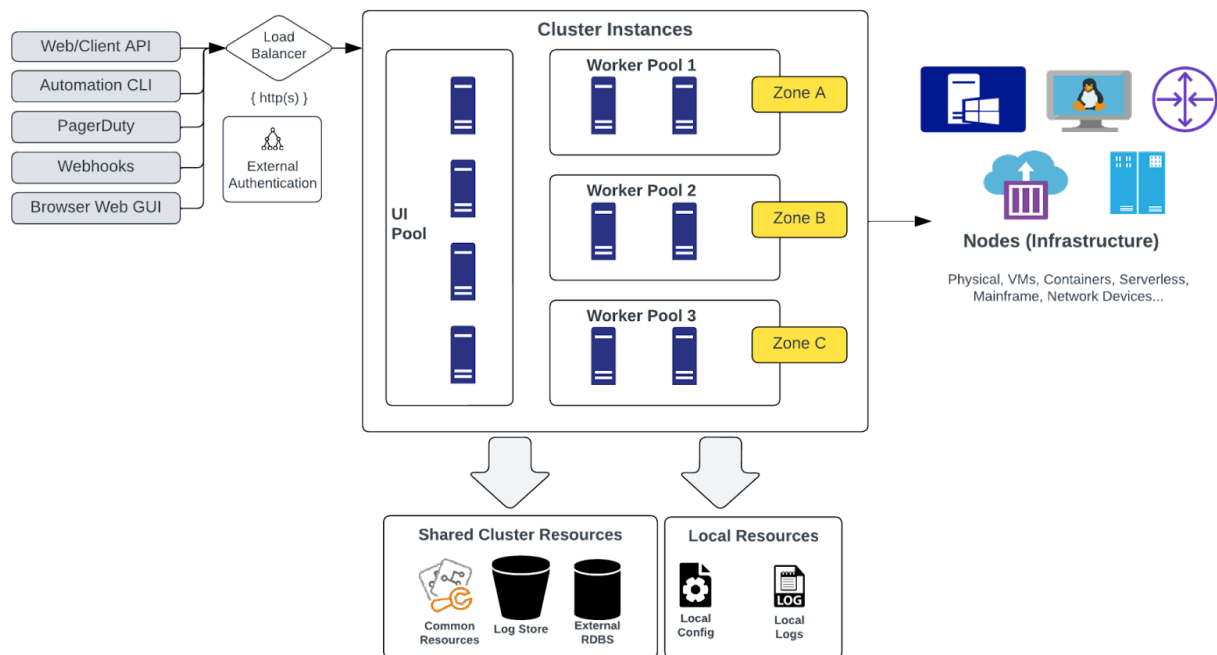 Web/Client API
Automation CLI
PagerDuty
Webhooks
Browser Web GUI
Load
Balancer
{ http(s) }
External
Authentication
Cluster Instances
UI
Pool
Worker Pool 1
Zone A
Worker Pool 2
Zone B
Worker Pool 3
Zone C
Nodes (Infrastructure)
Physical, VMs, Containers, Serverless,
Mainframe, Network Devices...
Shared Cluster Resources
Common
Resources
Log Store
External
RDBS
Local Resources
Local
Config
LOG
Local
Logs